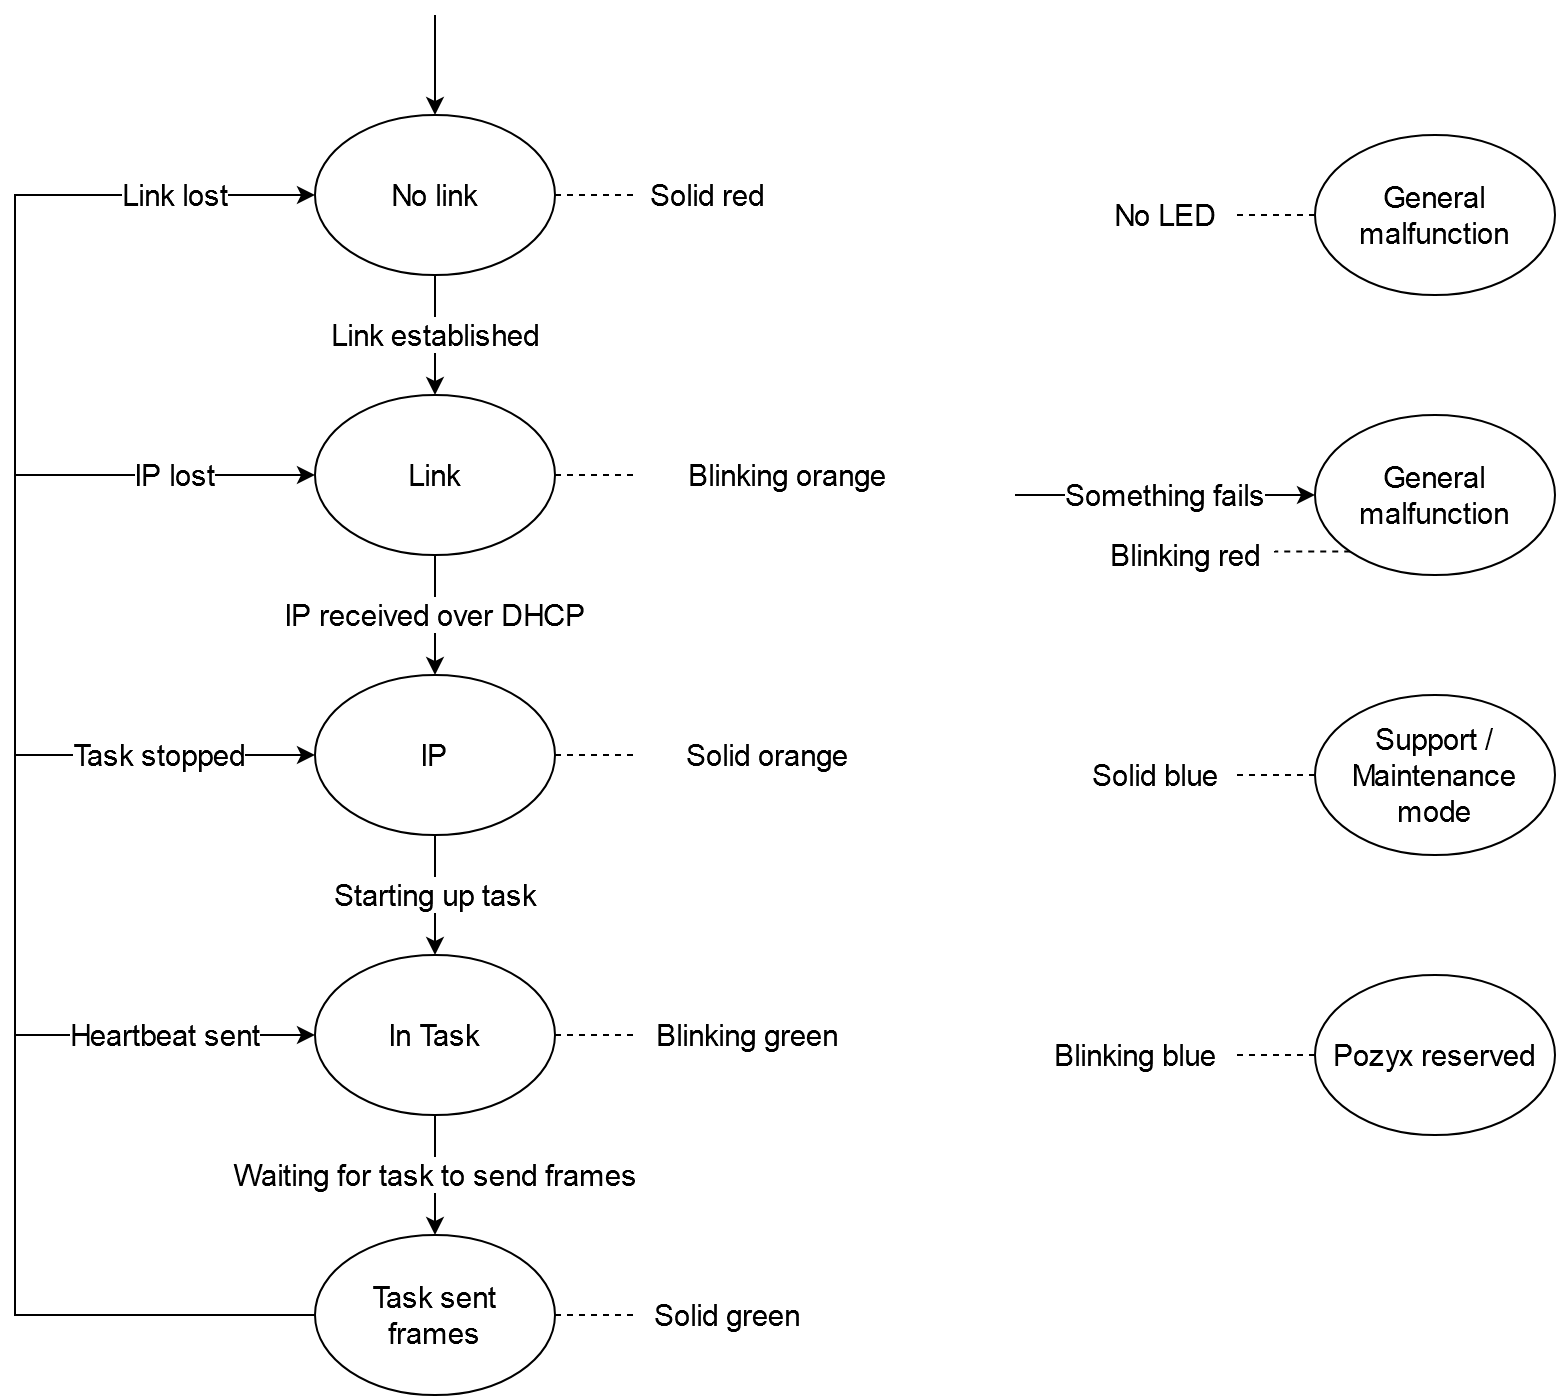 Link lost
No link
Solid red
Link established
IP lost
Link
Blinking orange
IP received over DHCP
Task stopped
IP
Solid orange
Starting up task
Heartbeat sent
In Task
Blinking green
Waiting for task to send frames
Task sent
frames
Solid green
No LED
General
malfunction
Something fails
General
malfunction
Blinking red
Solid blue
Support /
Maintenance
mode
Blinking blue
Pozyx reserved